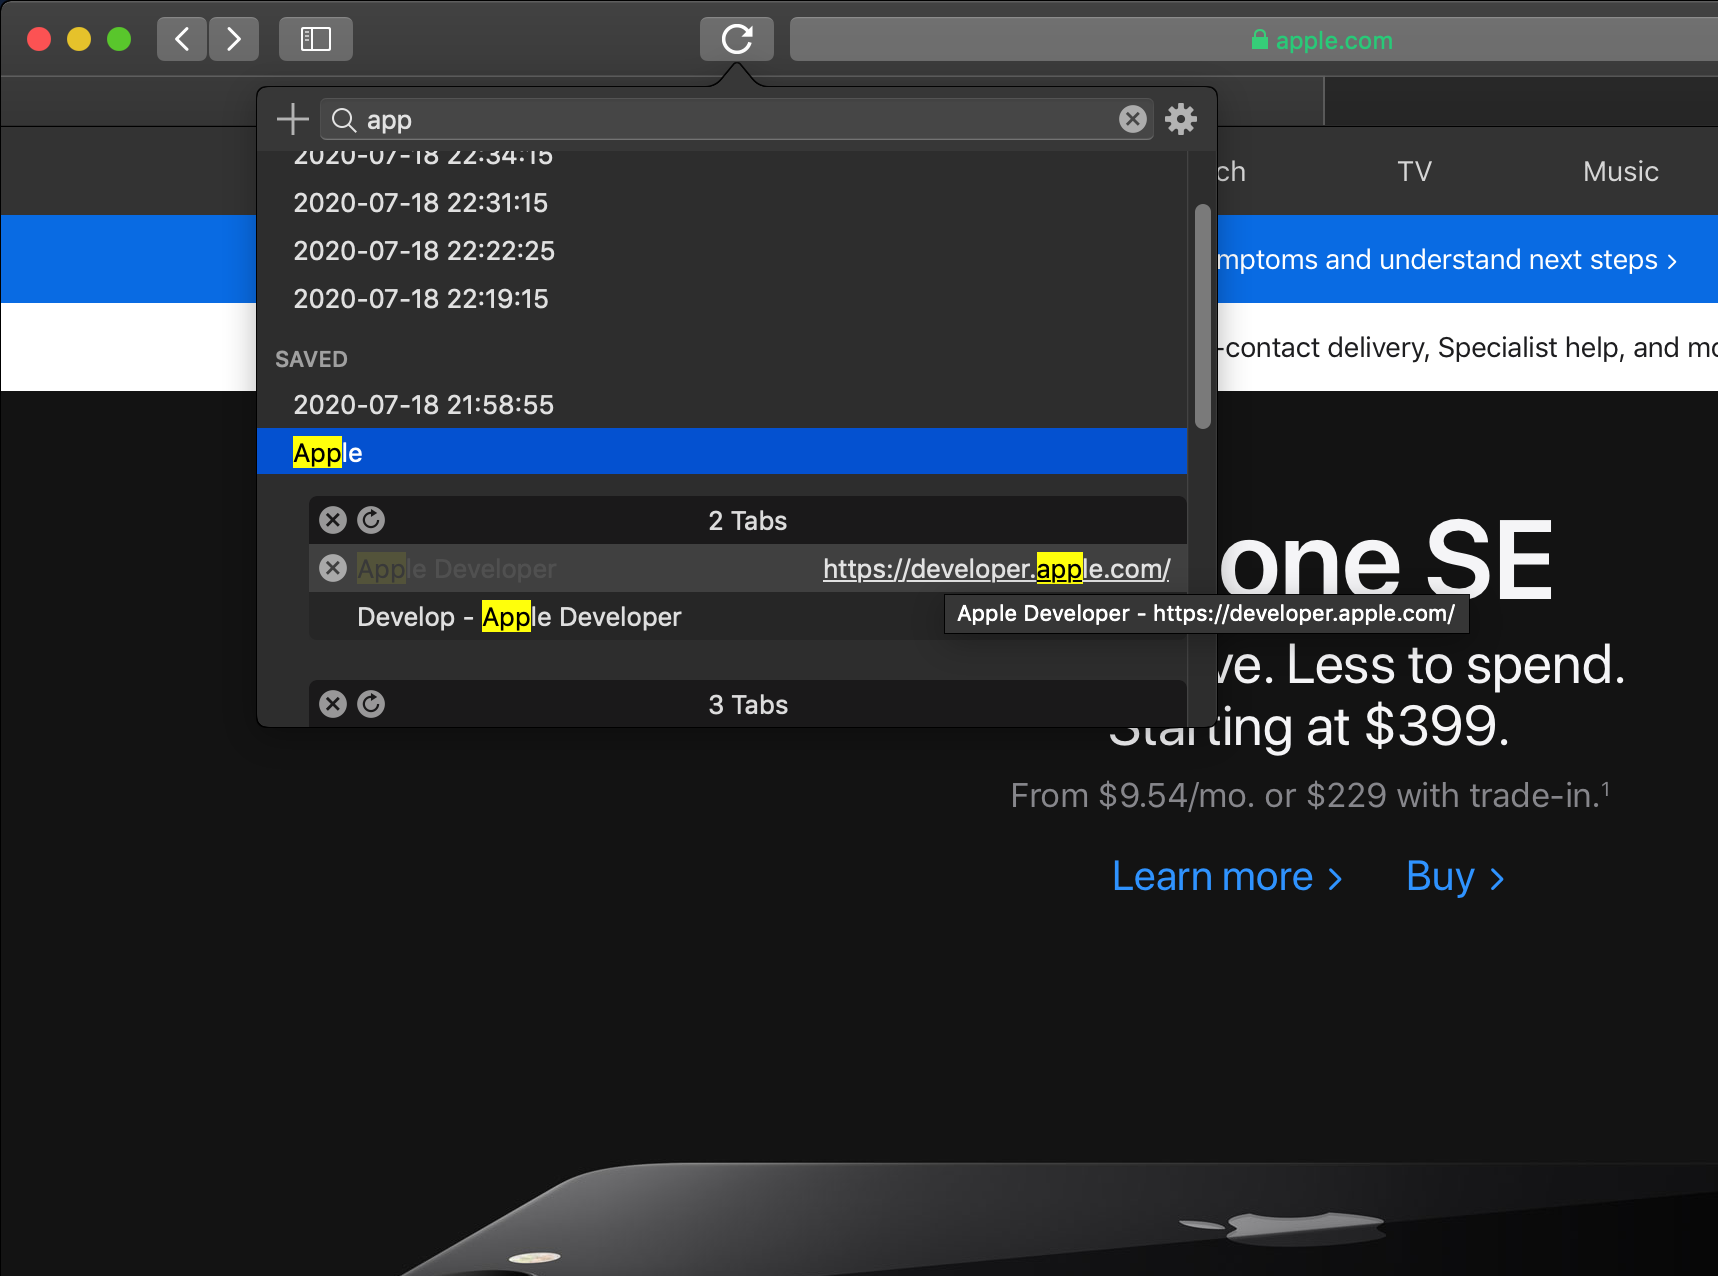 apple.com
app
2020-07-18 22:34:15
2020-07-18 22:31:15
2020-07-18 22:22:25
2020-07-18 22:19:15
SAVED
2020-07-18 21:58:55
Apple
2 Tabs
Apple Developer https://developer.apple.com/
Develop - Apple Developer
Apple Developer - https://developer.apple.com/
3 Tabs
ch TV Music
mptoms and understand next steps >
-contact delivery, Specialist help, and mo
one SE
ve. Less to spend.
Starting at $399.
From $9.54/mo. or $229 with trade-in.1
Learn more > Buy >